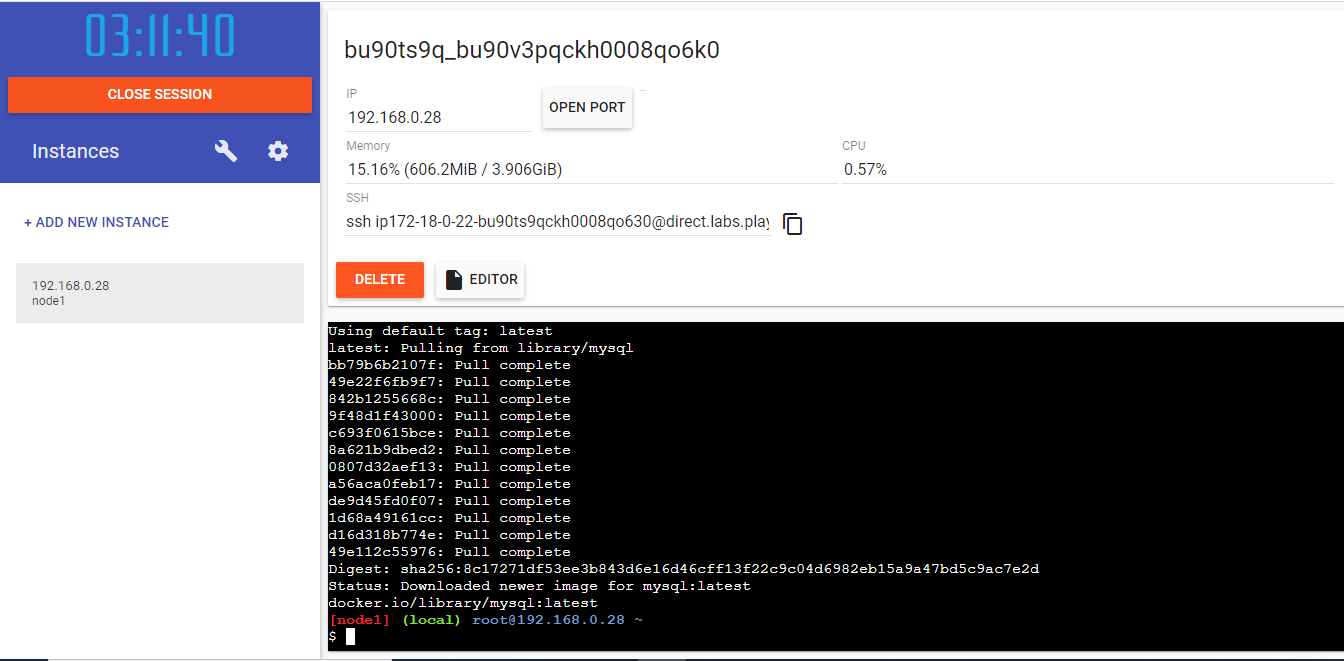 03:11:40
CLOSE SESSION
Instances
+ ADD NEW INSTANCE
192.168.0.28
node1
bu90ts9q_bu90v3pqckh0008qo6k0
IP
192.168.0.28
OPEN PORT
Memory
15.16% (606.2MiB / 3.906GiB)
CPU
0.57%
SSH
ssh ip172-18-0-22-bu90ts9qckh0008qo630@direct.labs.play
DELETE
EDITOR
Using default tag: latest
latest: Pulling from library/mysql
bb79b6b2107f: Pull complete
49e22f6fb9f7: Pull complete
842b1255668c: Pull complete
9f48d1f43000: Pull complete
c693f0615bce: Pull complete
8a621b9dbed2: Pull complete
0807d32aef13: Pull complete
a56aca0feb17: Pull complete
de9d45fd0f07: Pull complete
1d68a49161cc: Pull complete
d16d318b774e: Pull complete
49e112c55976: Pull complete
Digest: sha256:8c17271df53ee3b843d6e16d46cff13f22c9c04d6982eb15a9a47bd5c9ac7e2d
Status: Downloaded newer image for mysql:latest
docker.io/library/mysql:latest
[node1] (local) root@192.168.0.28 ~
$